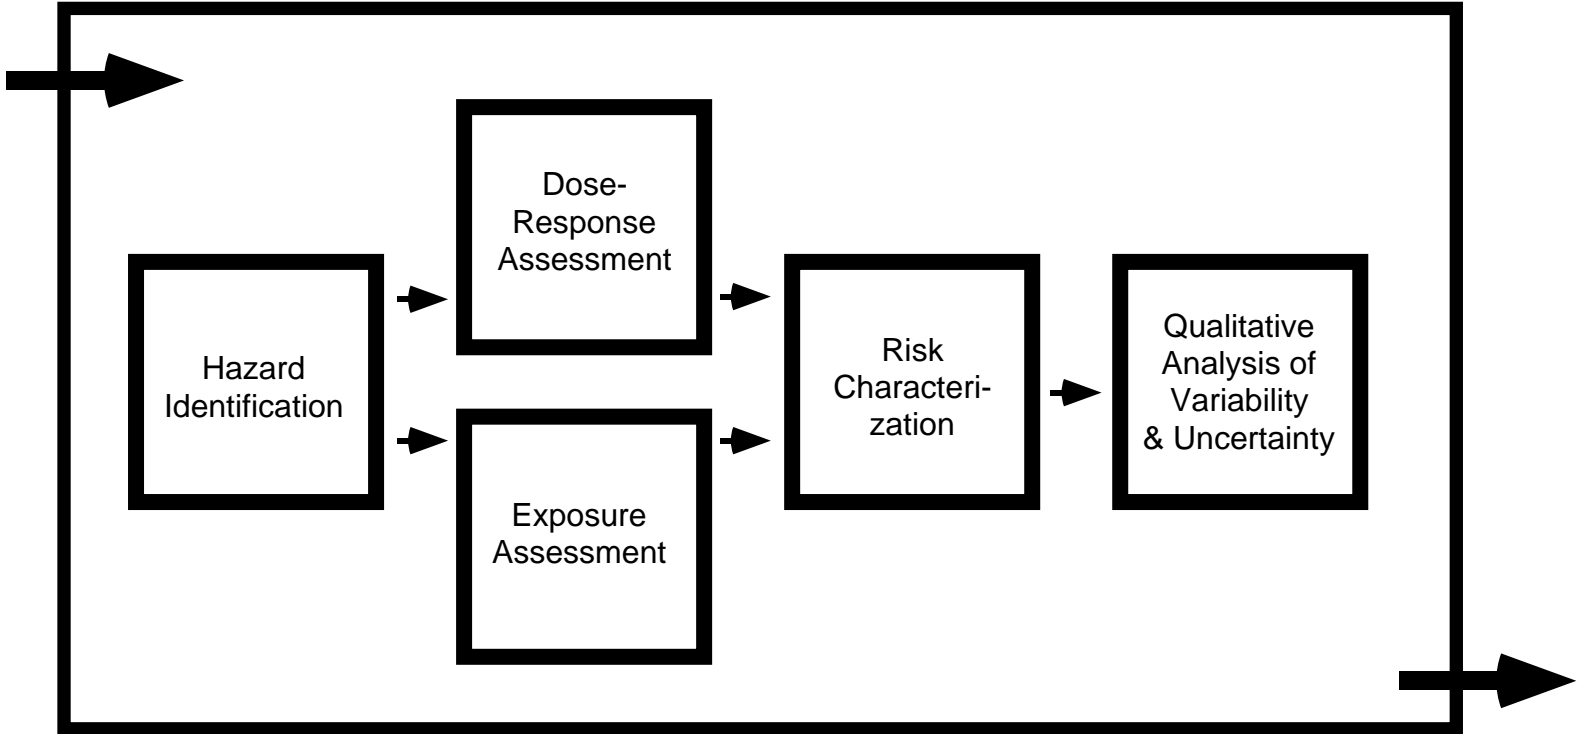 Hazard
Identification
Dose-
Response
Assessment
Exposure
Assessment
Risk
Characteri-
zation
Qualitative
Analysis of
Variability
& Uncertainty